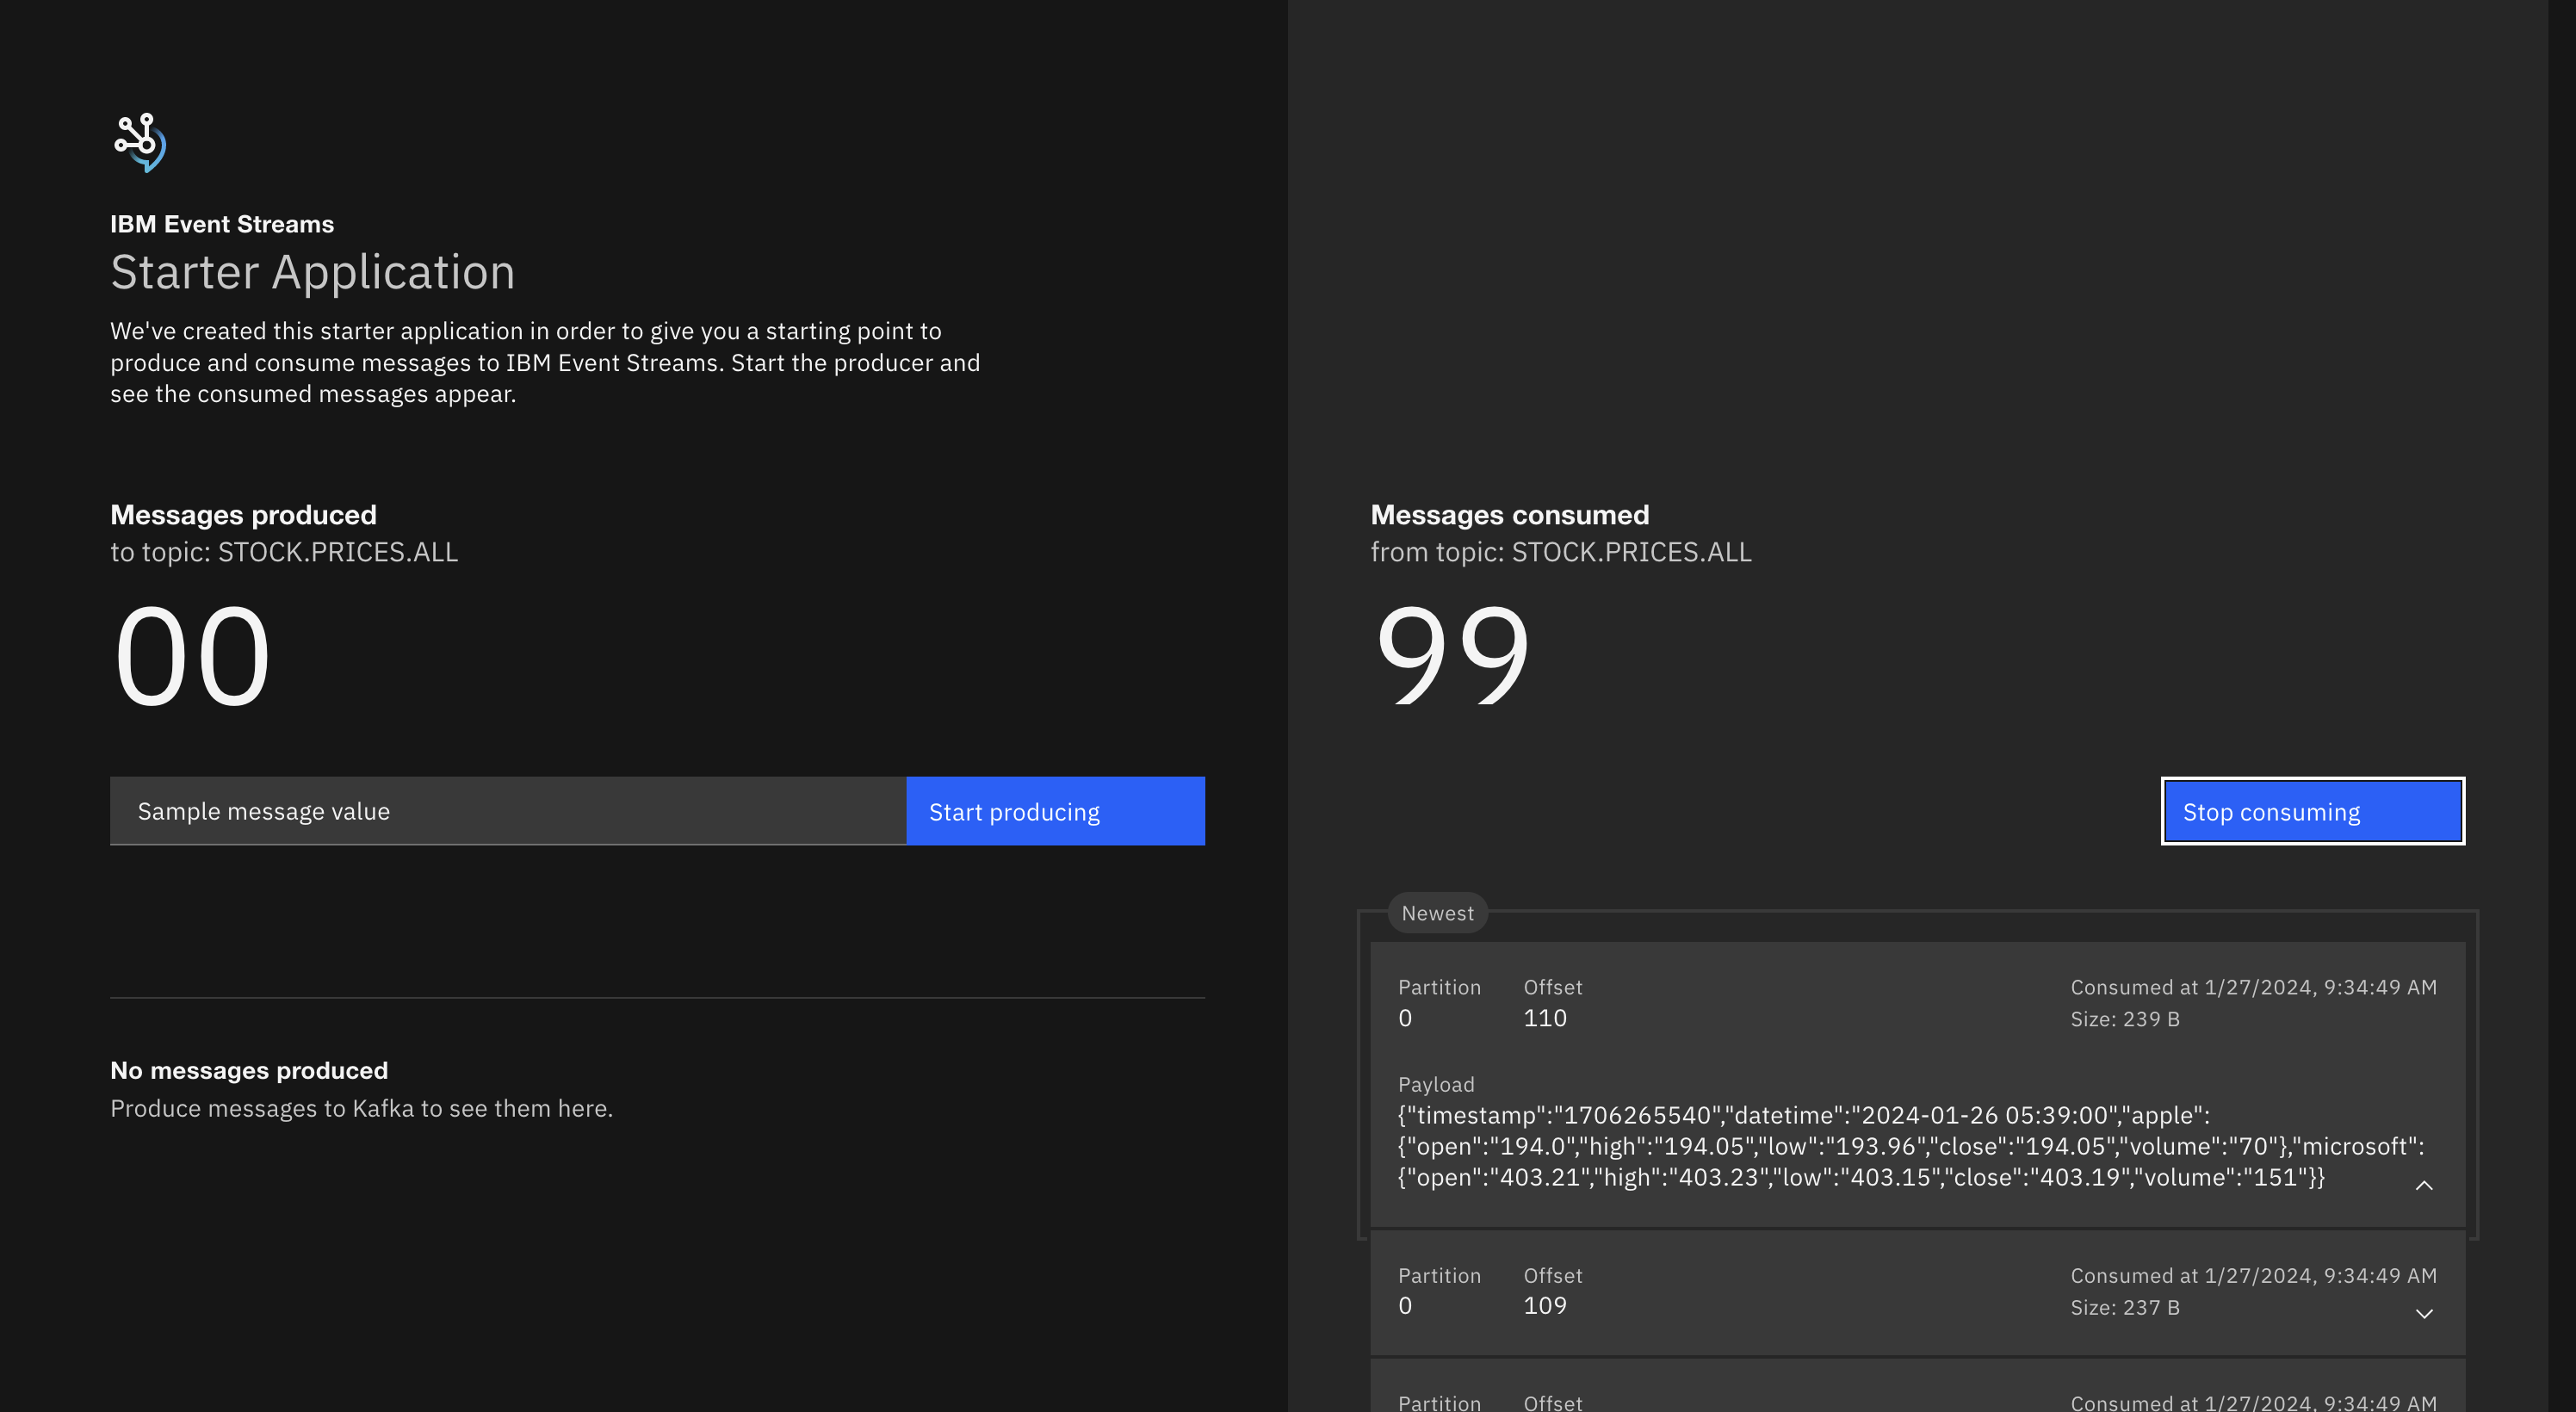 IBM Event Streams
Starter Application
We've created this starter application in order to give you a starting point to
produce and consume messages to IBM Event Streams. Start the producer and
see the consumed messages appear.
Messages produced
to topic: STOCK.PRICES.ALL
00
Sample message value
Start producing
No messages produced
Produce messages to Kafka to see them here.
Messages consumed
from topic: STOCK.PRICES.ALL
99
Stop consuming
Newest
Partition Offset Consumed at 1/27/2024, 9:34:49 AM
0 110 Size: 239 B
Payload
{"timestamp":"1706265540","datetime":"2024-01-26 05:39:00","apple":
{"open":"194.0","high":"194.05","low":"193.96","close":"194.05","volume":"70"},"microsoft":
{"open":"403.21","high":"403.23","low":"403.15","close":"403.19","volume":"151"}}
Partition Offset Consumed at 1/27/2024, 9:34:49 AM
0 109 Size: 237 B
Partition Offset Consumed at 1/27/2024, 9:34:49 AM